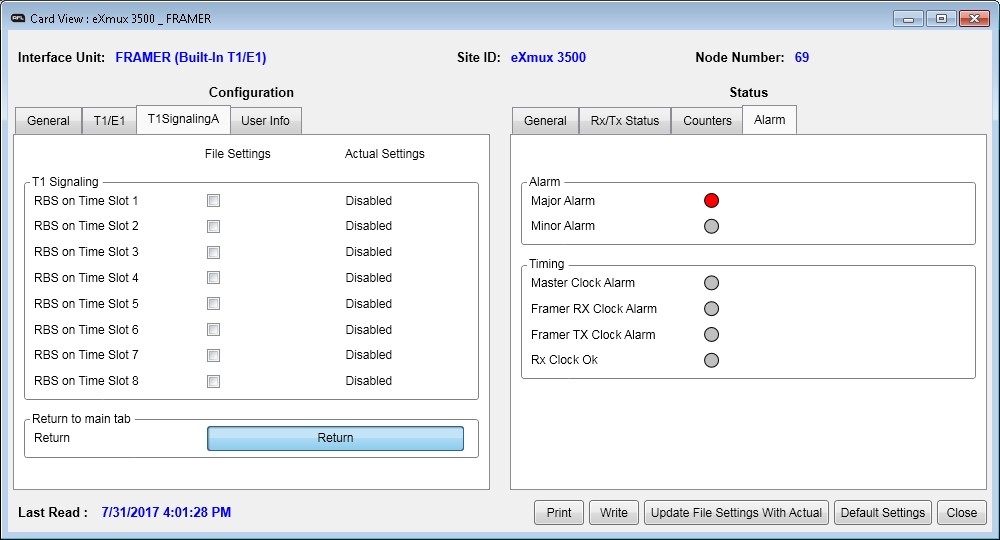 AFL Card View : eXmux 3500 _ FRAMER
Interface Unit: FRAMER (Built-In T1/E1) Site ID: eXmux 3500 Node Number: 69
Configuration Status
General T1/E1 T1SignalingA User Info General Rx/Tx Status Counters Alarm
File Settings Actual Settings
T1 Signaling
RBS on Time Slot 1 Disabled
RBS on Time Slot 2 Disabled
RBS on Time Slot 3 Disabled
RBS on Time Slot 4 Disabled
RBS on Time Slot 5 Disabled
RBS on Time Slot 6 Disabled
RBS on Time Slot 7 Disabled
RBS on Time Slot 8 Disabled
Return to main tab
Return Return
Alarm
Major Alarm
Minor Alarm
Timing
Master Clock Alarm
Framer RX Clock Alarm
Framer TX Clock Alarm
Rx Clock Ok
Last Read : 7/31/2017 4:01:28 PM Print Write Update File Settings With Actual Default Settings Close